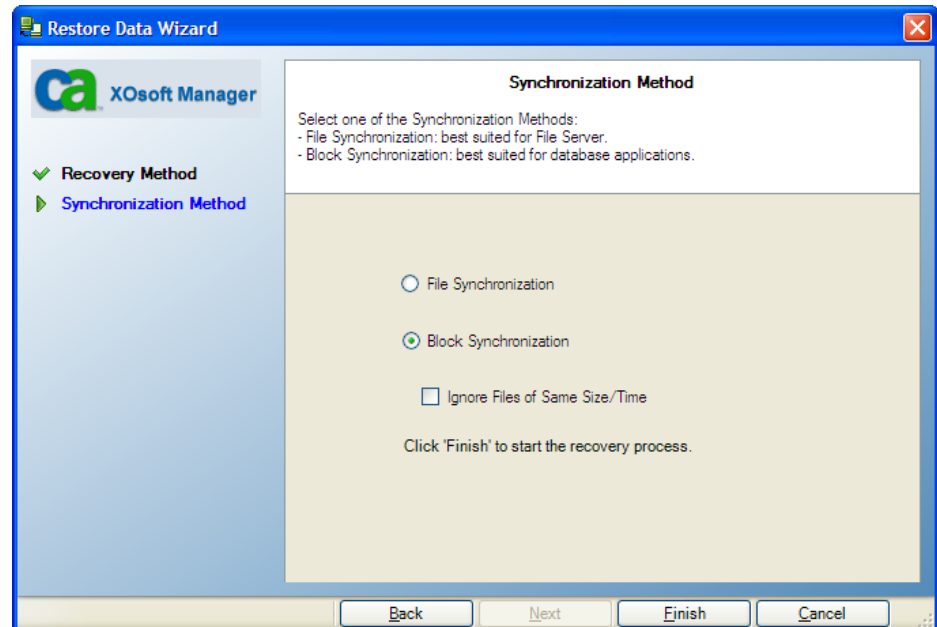 Restore Data Wizard
ca XOsoft Manager
Recovery Method
Synchronization Method
Synchronization Method
Select one of the Synchronization Methods:
- File Synchronization: best suited for File Server.
- Block Synchronization: best suited for database applications.
File Synchronization
Block Synchronization
Ignore Files of Same Size/Time
Click 'Finish' to start the recovery process.
Back
Next
Finish
Cancel